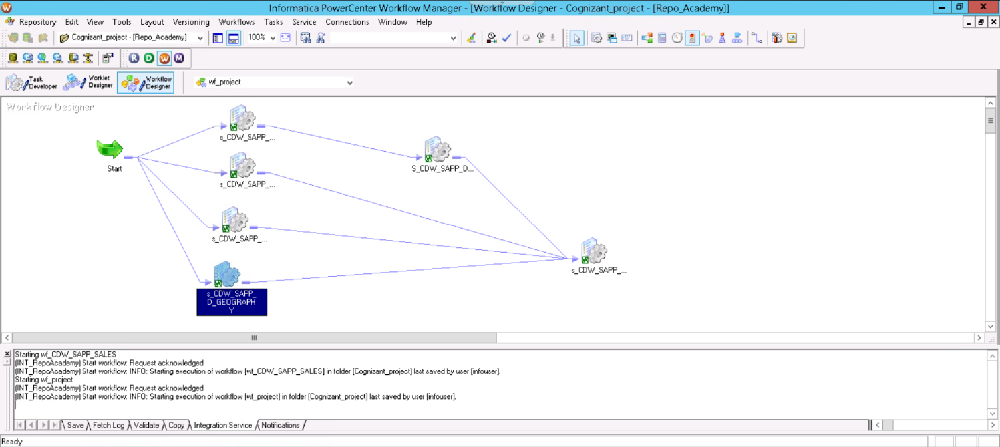 Informatica PowerCenter Workflow Manager - [Workflow Designer - Cognizant_project - [Repo_Academy]]
Repository Edit View Tools Layout Versioning Workflows Tasks Service Connections Window Help
Cognizant_project - [Repo_Academy] 100%
R D W M
Task Developer
Worklet Designer
Workflow Designer
wf_project
Workflow Designer
s_CDW_SAPP_...
Start
S_CDW_SAPP_D...
s_CDW_SAPP_...
s_CDW_SAPP_...
s_CDW_SAPP_...
s_CDW_SAPP_
D_GEOGRAPH
Y
Starting wf_CDW_SAPP_SALES
(INT_RepoAcademy) Start workflow: Request acknowledged
(INT_RepoAcademy) Start workflow: INFO: Starting execution of workflow [wf_CDW_SAPP_SALES] in folder [Cognizant_project] last saved by user [infouser].
Starting wf_project
(INT_RepoAcademy) Start workflow: Request acknowledged
(INT_RepoAcademy) Start workflow: INFO: Starting execution of workflow [wf_project] in folder [Cognizant_project] last saved by user [infouser].
Save Fetch Log Validate Copy Integration Service Notifications
Ready